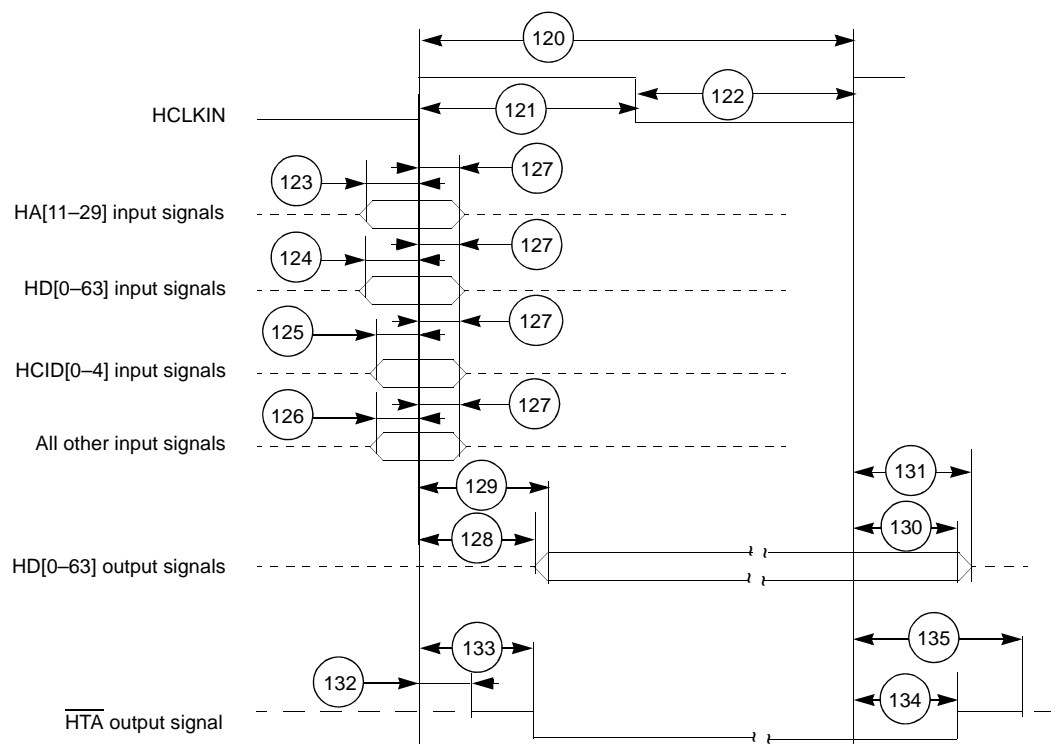 120
121
122
HCLKIN
123
127
HA[11–29] input signals
124
127
HD[0–63] input signals
125
127
HCID[0–4] input signals
126
127
All other input signals
129
131
128
130
HD[0–63] output signals
133
135
132
134
HTA output signal